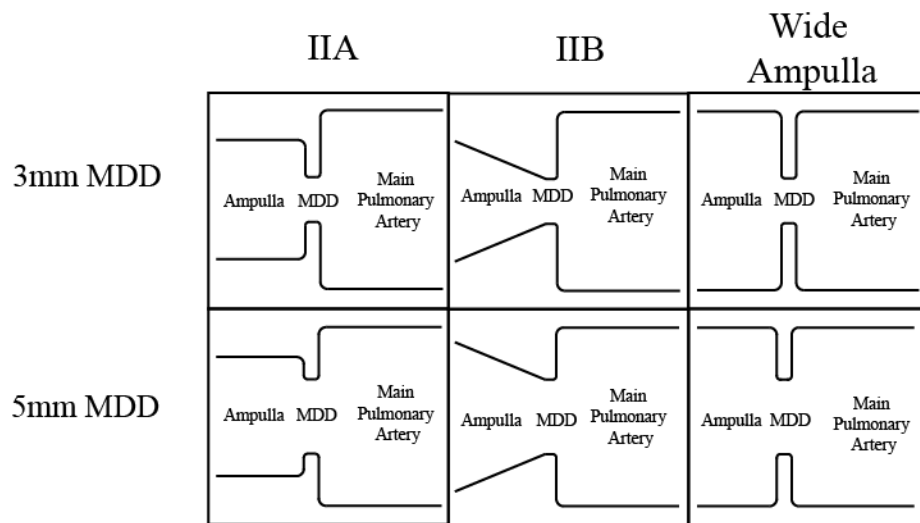 IIA
IIB
Wide
Ampulla
3mm MDD
Ampulla MDD
Main
Pulmonary
Artery
Ampulla MDD
Main
Pulmonary
Artery
Ampulla MDD
Main
Pulmonary
Artery
5mm MDD
Ampulla MDD
Main
Pulmonary
Artery
Ampulla MDD
Main
Pulmonary
Artery
Ampulla MDD
Main
Pulmonary
Artery